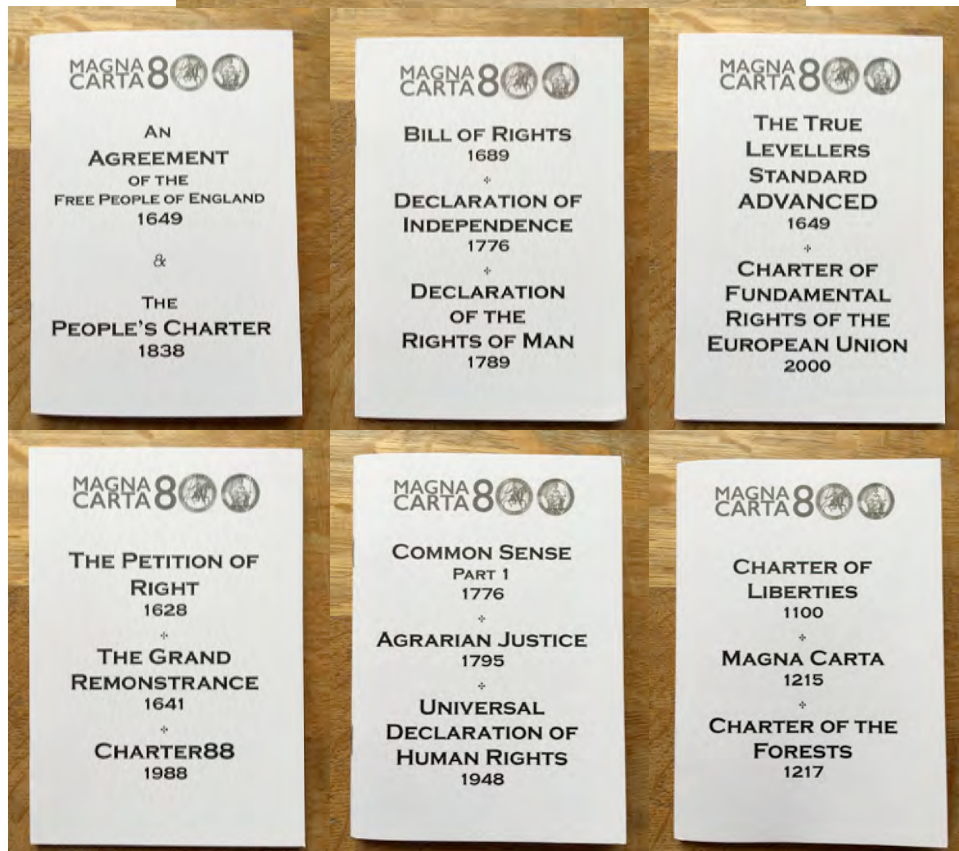 MAGNA
CARTA 800
AN
AGREEMENT
OF THE
FREE PEOPLE OF ENGLAND
1649
&
THE
PEOPLE'S CHARTER
1838
MAGNA
CARTA 800
BILL OF RIGHTS
1689
DECLARATION OF
INDEPENDENCE
1776
DECLARATION
OF THE
RIGHTS OF MAN
1789
MAGNA
CARTA 800
THE TRUE
LEVELLERS
STANDARD
ADVANCED
1649
CHARTER OF
FUNDAMENTAL
RIGHTS OF THE
EUROPEAN UNION
2000
MAGNA
CARTA 800
THE PETITION OF
RIGHT
1628
THE GRAND
REMONSTRANCE
1641
CHARTER88
1988
MAGNA
CARTA 800
COMMON SENSE
PART 1
1776
AGRARIAN JUSTICE
1795
UNIVERSAL
DECLARATION OF
HUMAN RIGHTS
1948
MAGNA
CARTA 800
CHARTER OF
LIBERTIES
1100
MAGNA CARTA
1215
CHARTER OF THE
FORESTS
1217